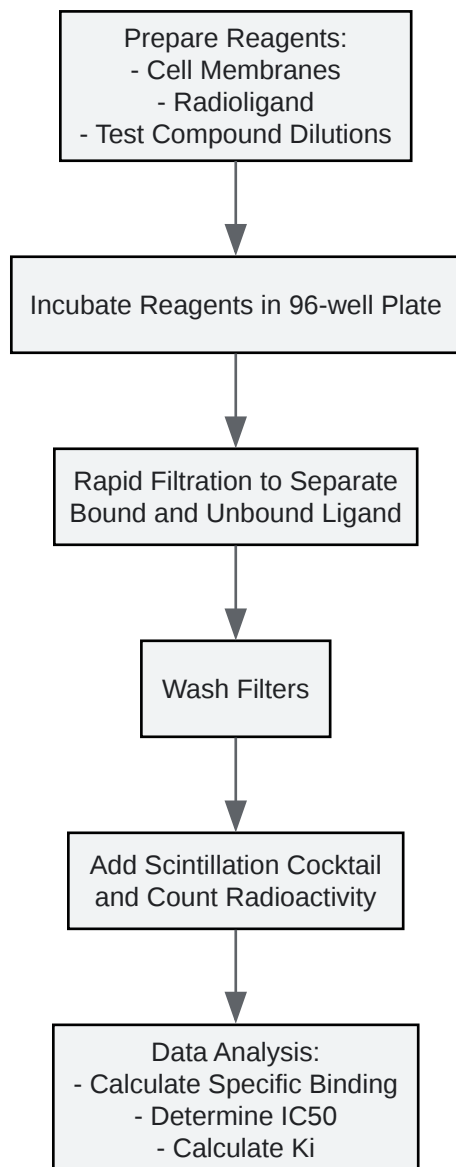 Prepare Reagents:
- Cell Membranes
- Radioligand
- Test Compound Dilutions
Incubate Reagents in 96-well Plate
Rapid Filtration to Separate
Bound and Unbound Ligand
Wash Filters
Add Scintillation Cocktail
and Count Radioactivity
Data Analysis:
- Calculate Specific Binding
- Determine IC50
- Calculate Ki